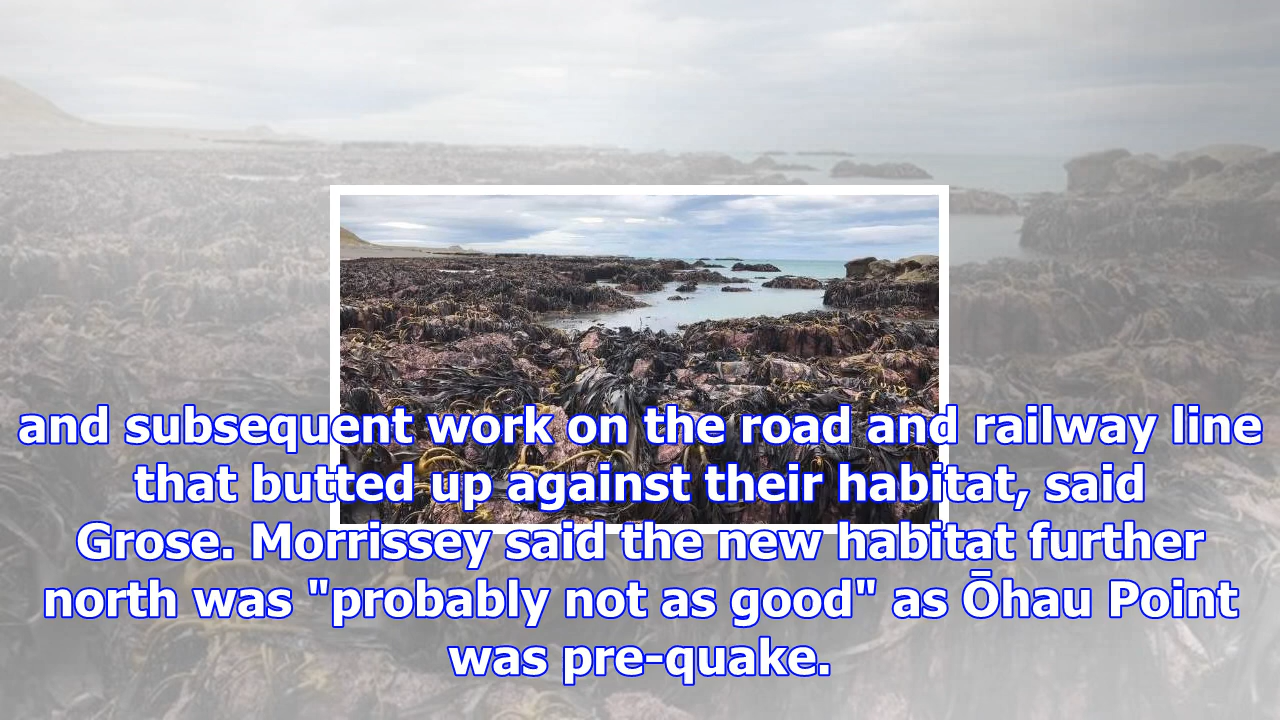 and subsequent work on the road and railway line
that butted up against their habitat, said
Grose. Morrissey said the new habitat further
north was "probably not as good" as Ōhau Point
was pre-quake.